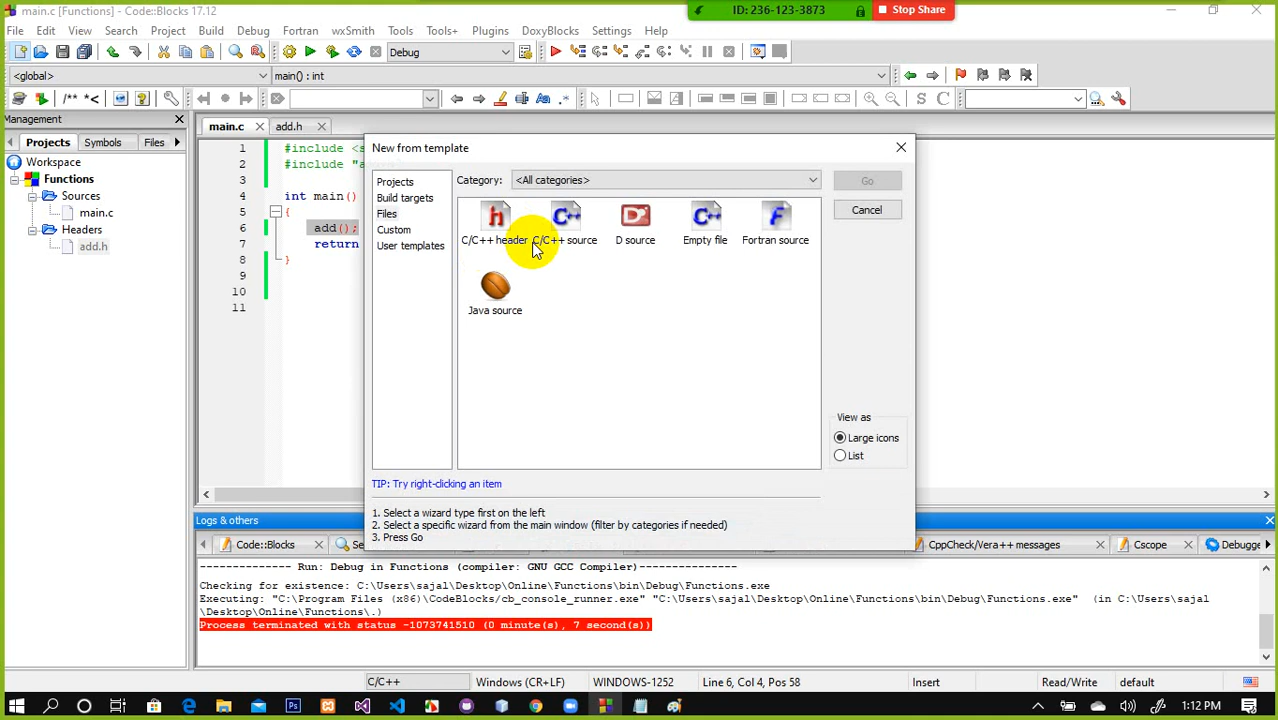 main.c [Functions] - Code::Blocks 17.12
ID: 236-123-3873
Stop Share
File Edit View Search Project Build Debug Fortran wxSmith Tools Tools+ Plugins DoxyBlocks Settings Help
Debug
<global>
main() : int
/** *<
Aa .*
S C
Management
Projects Symbols Files
Workspace
Functions
Sources
main.c
Headers
add.h
main.c add.h
1 #include <s
2 #include "a
3
4 int main()
5 {
6 add();
7 return
8 }
9
10
11
New from template
Projects
Build targets
Files
Custom
User templates
Category: <All categories>
C/C++ header C/C++ source D source Empty file Fortran source
Java source
Go
Cancel
View as
Large icons
List
TIP: Try right-clicking an item
1. Select a wizard type first on the left
2. Select a specific wizard from the main window (filter by categories if needed)
3. Press Go
Logs & others
Code::Blocks Se CppCheck/Vera++ messages Cscope Debugge
-------------- Run: Debug in Functions (compiler: GNU GCC Compiler)---------------
Checking for existence: C:\Users\sajal\Desktop\Online\Functions\bin\Debug\Functions.exe
Executing: "C:\Program Files (x86)\CodeBlocks/cb_console_runner.exe" "C:\Users\sajal\Desktop\Online\Functions\bin\Debug\Functions.exe" (in C:\Users\sajal
\Desktop\Online\Functions\.)
Process terminated with status -1073741510 (0 minute(s), 7 second(s))
C/C++ Windows (CR+LF) WINDOWS-1252 Line 6, Col 4, Pos 58 Insert Read/Write default
1:12 PM